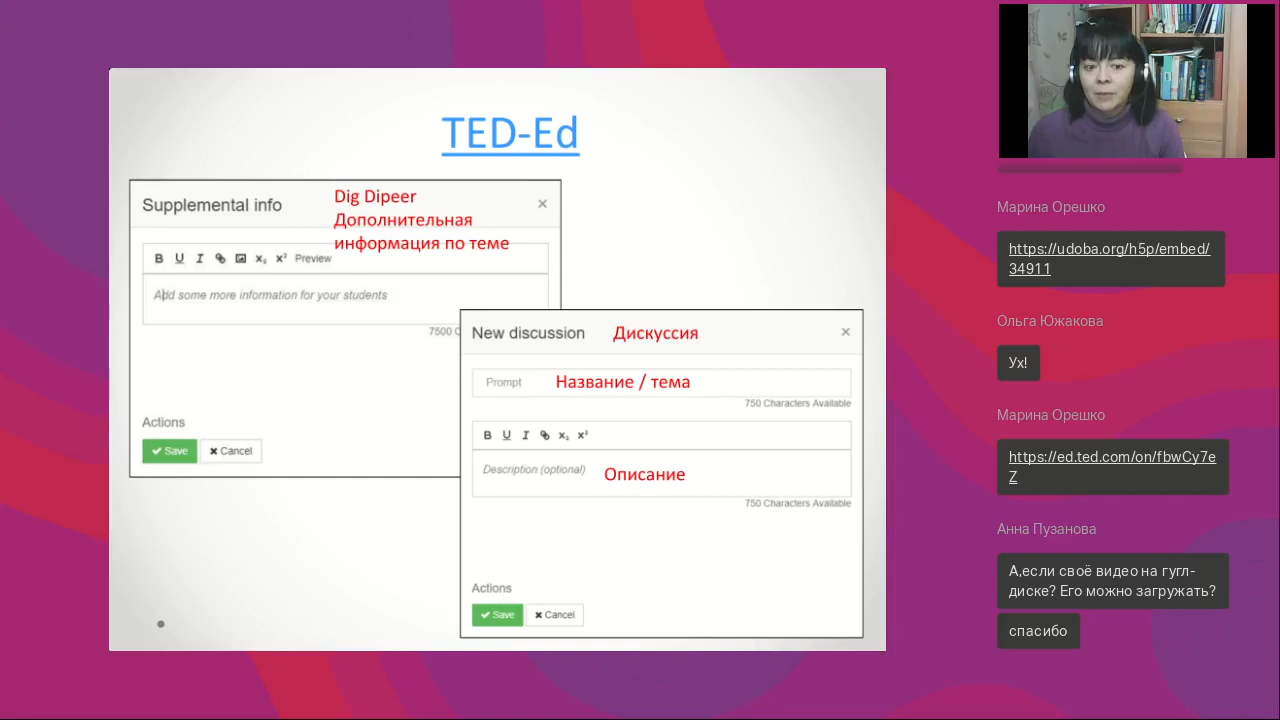 TED-Ed
Supplemental info
Dig Dipeer
Дополнительная
информация по теме
×
B U I x₂ x² Preview
Add some more information for your students
7500 C
Actions
✔ Save ✖ Cancel
New discussion Дискуссия ×
Prompt Название / тема
750 Characters Available
B U I x₂ x²
Description (optional) Описание
750 Characters Available
Actions
✔ Save ✖ Cancel
Марина Орешко
https://udoba.org/h5p/embed/
34911
Ольга Южакова
Ух!
Марина Орешко
https://ed.ted.com/on/fbwCy7e
Z
Анна Пузанова
А,если своё видео на гугл-
диске? Его можно загружать?
спасибо